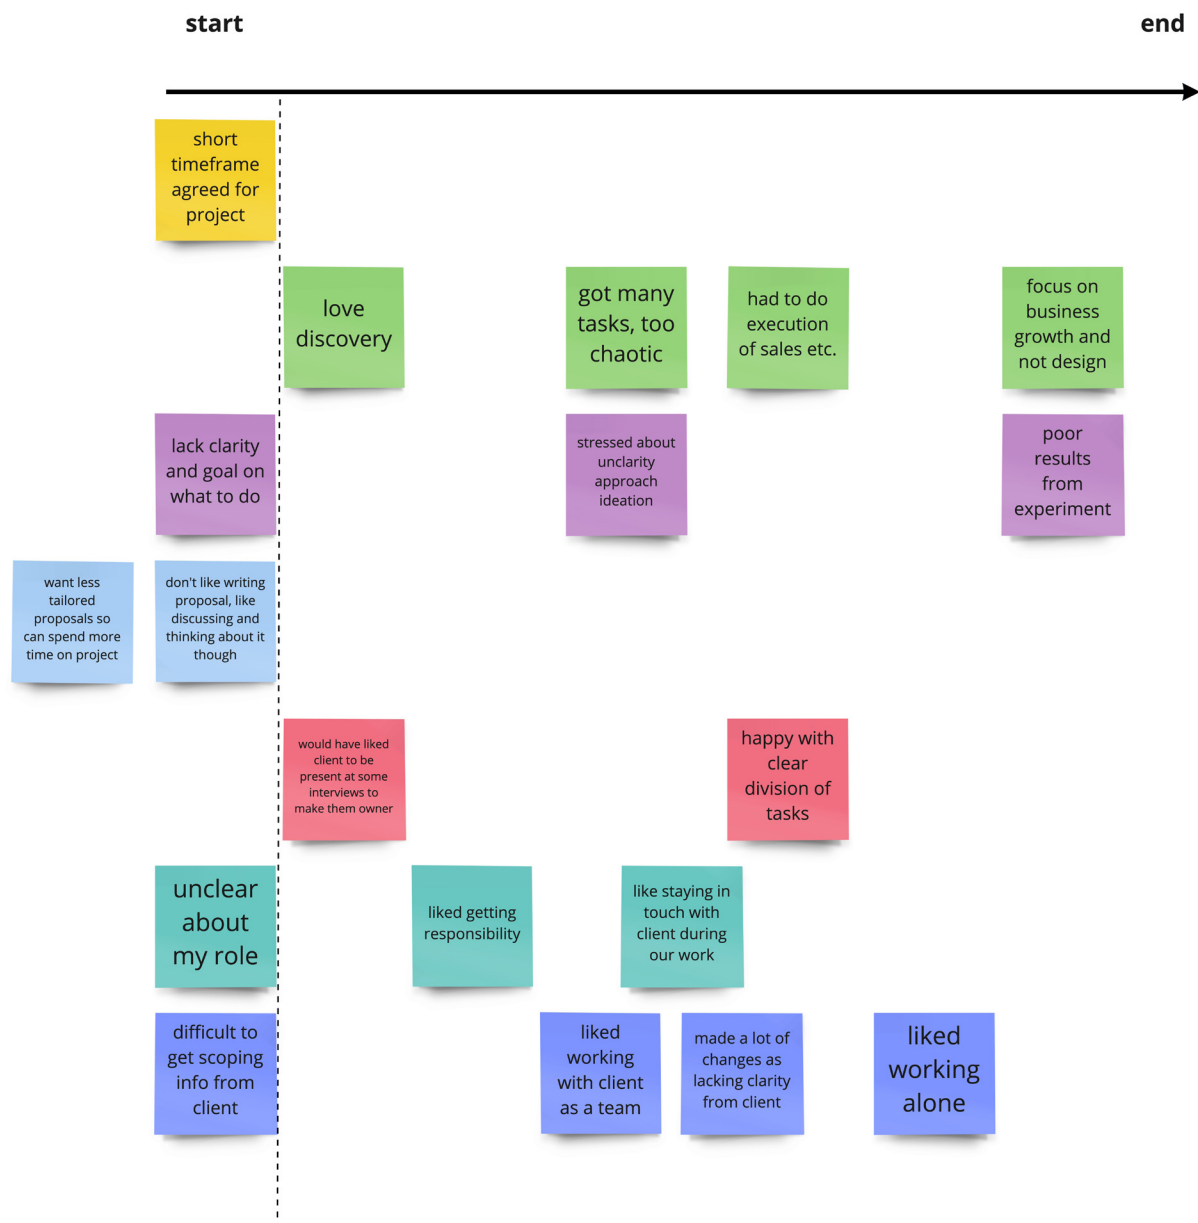 start
end
short
timeframe
agreed for
project
love
discovery
got many
tasks, too
chaotic
had to do
execution
of sales etc.
focus on
business
growth and
not design
lack clarity
and goal on
what to do
stressed about
unclarity
approach
ideation
poor
results
from
experiment
want less
tailored
proposals so
can spend more
time on project
don't like writing
proposal, like
discussing and
thinking about it
though
would have liked
client to be
present at some
interviews to
make them owner
happy with
clear
division of
tasks
unclear
about
my role
liked getting
responsibility
like staying in
touch with
client during
our work
difficult to
get scoping
info from
client
liked
working
with client
as a team
made a lot of
changes as
lacking clarity
from client
liked
working
alone